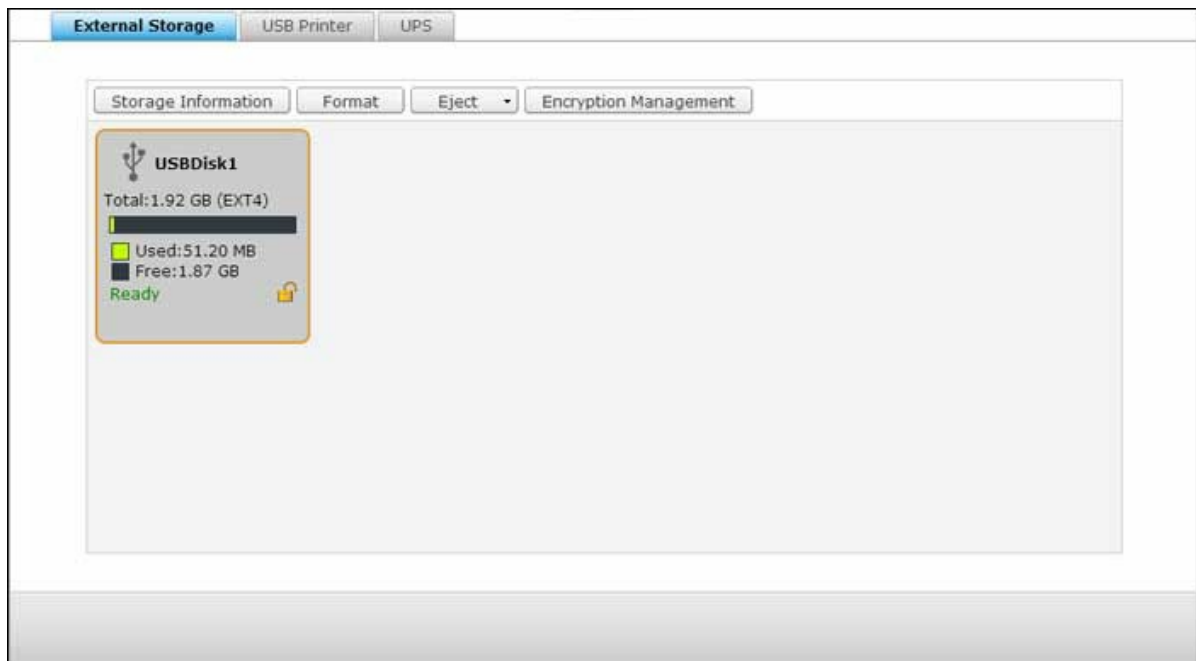 External Storage USB Printer UPS
Storage Information Format Eject Encryption Management
USBDisk1
Total:1.92 GB (EXT4)
Used:51.20 MB
Free:1.87 GB
Ready